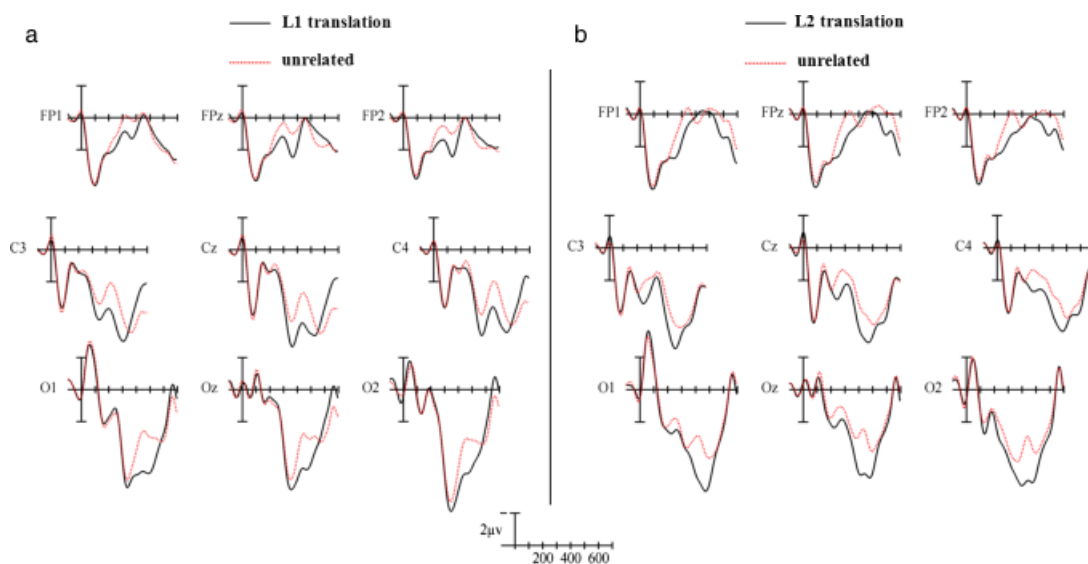 a
L1 translation
unrelated
FP1 FPz FP2
C3 Cz C4
O1 Oz O2
b
L2 translation
unrelated
FP1 FPz FP2
C3 Cz C4
O1 Oz O2
2μv
200 400 600